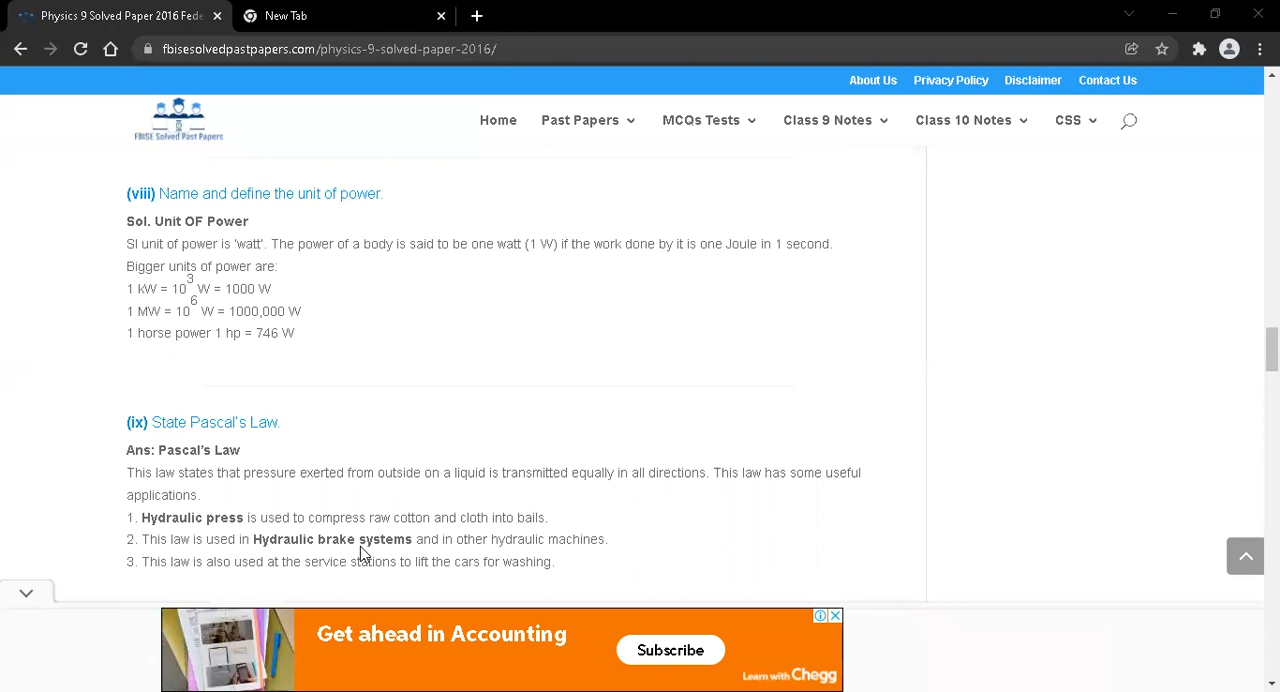 Physics 9 Solved Paper 2016 Fede
New Tab
fbisesolvedpastpapers.com/physics-9-solved-paper-2016/
About Us Privacy Policy Disclaimer Contact Us
FBISE Solved Past Papers
Home Past Papers MCQs Tests Class 9 Notes Class 10 Notes CSS
(viii) Name and define the unit of power.
Sol. Unit OF Power
SI unit of power is 'watt'. The power of a body is said to be one watt (1 W) if the work done by it is one Joule in 1 second.
Bigger units of power are:
1 kW = 10³ W = 1000 W
1 MW = 10⁶ W = 1000,000 W
1 horse power 1 hp = 746 W
(ix) State Pascal's Law.
Ans: Pascal's Law
This law states that pressure exerted from outside on a liquid is transmitted equally in all directions. This law has some useful
applications.
1. Hydraulic press is used to compress raw cotton and cloth into bails.
2. This law is used in Hydraulic brake systems and in other hydraulic machines.
3. This law is also used at the service stations to lift the cars for washing.
Get ahead in Accounting
Subscribe
Learn with Chegg